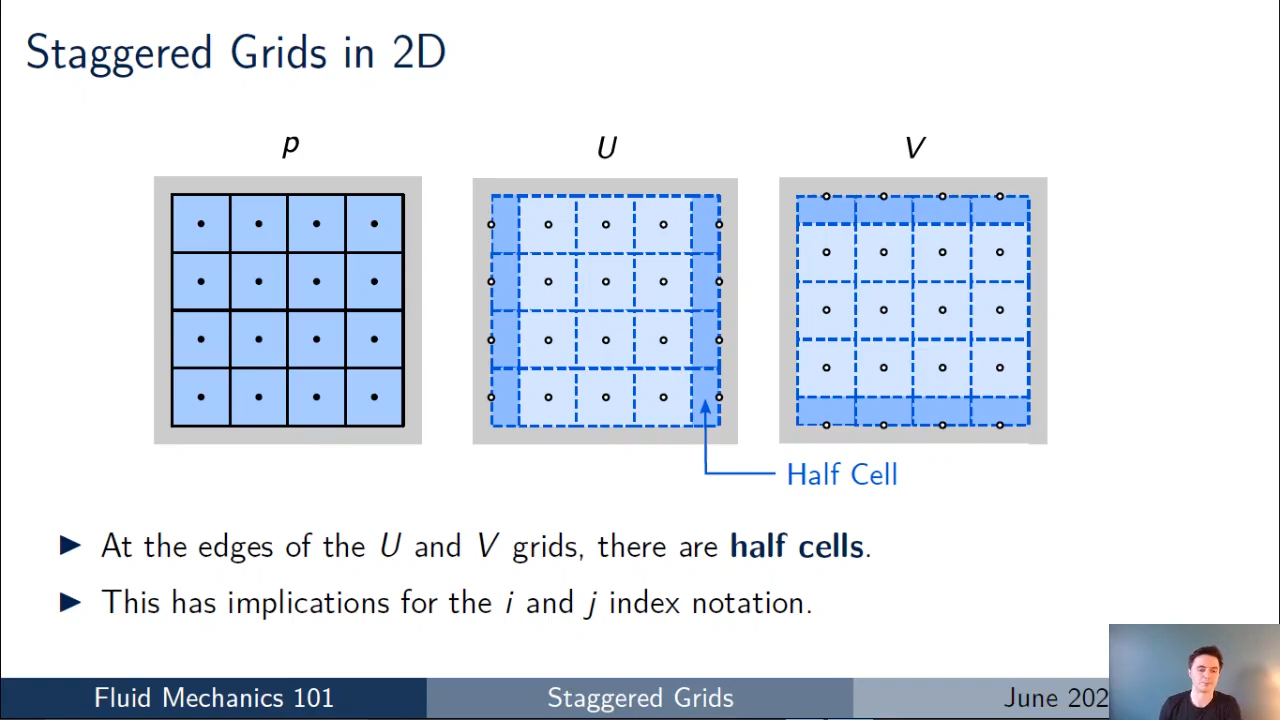 Staggered Grids in 2D
p U V
Half Cell
At the edges of the U and V grids, there are half cells.
This has implications for the i and j index notation.
Fluid Mechanics 101 Staggered Grids June 202